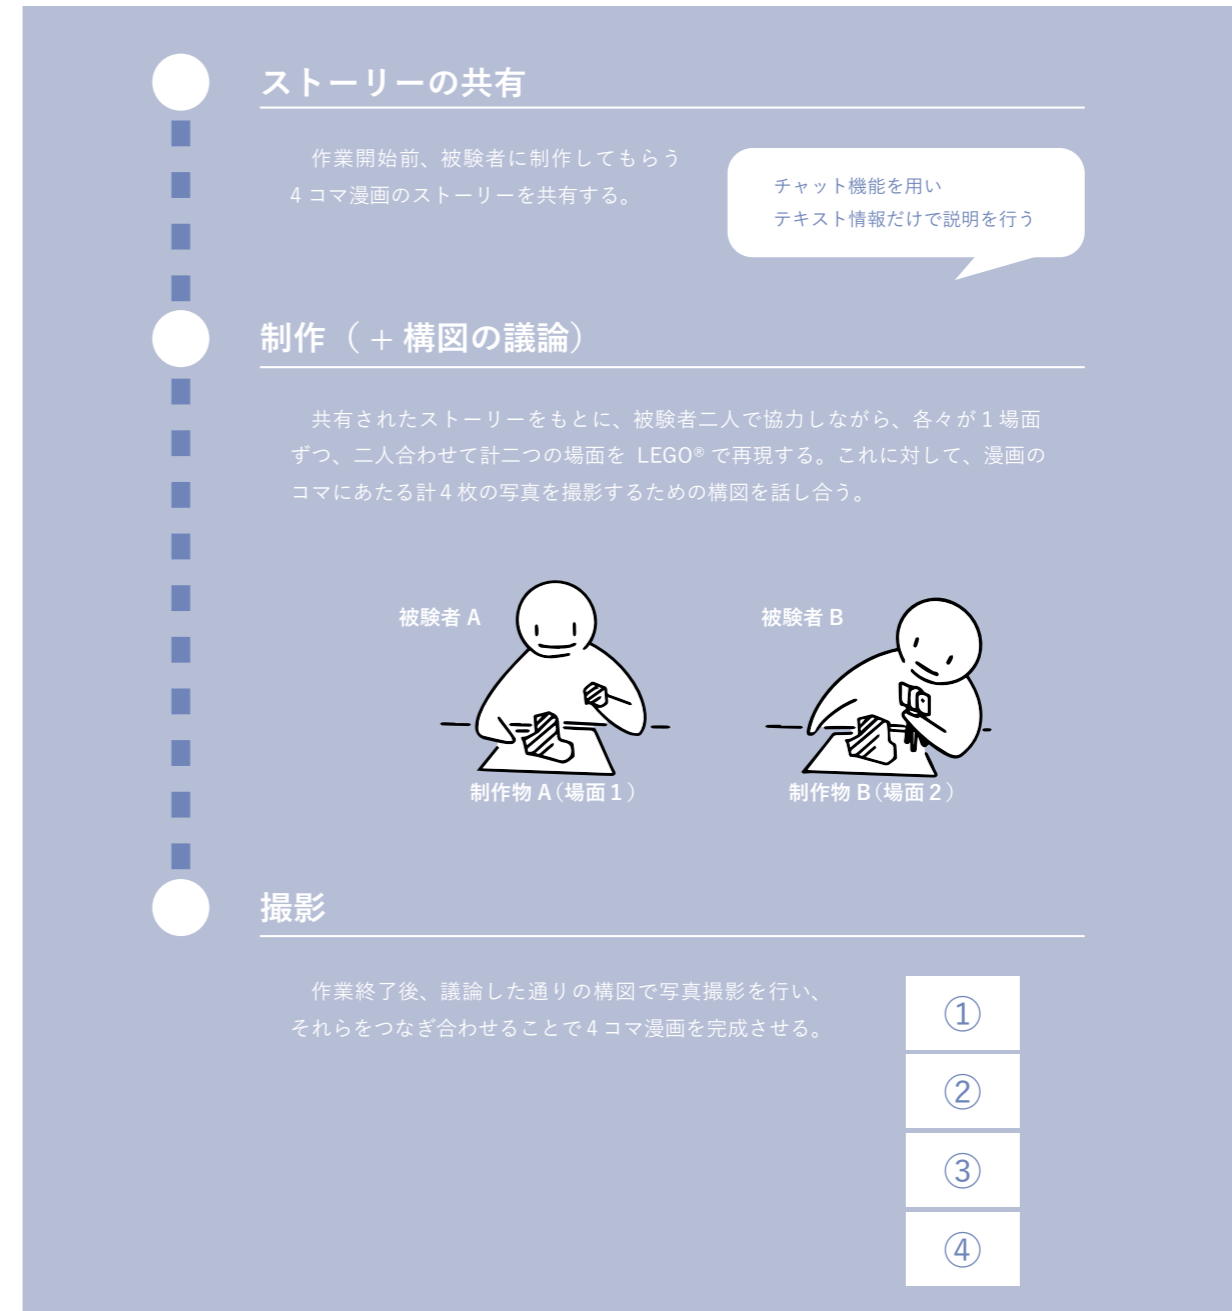 ストーリーの共有
作業開始前、被験者に制作してもらう
4コマ漫画のストーリーを共有する。
チャット機能を用い
テキスト情報だけで説明を行う
制作（+構図の議論）
共有されたストーリーをもとに、被験者二人で協力しながら、各々が1場面
ずつ、二人合わせて計二つの場面を LEGO® で再現する。これに対して、漫画の
コマにあたる計4枚の写真を撮影するための構図を話し合う。
被験者 A
被験者 B
制作物 A（場面1）
制作物 B（場面2）
撮影
作業終了後、議論した通りの構図で写真撮影を行い、
それらをつなぎ合わせることで4コマ漫画を完成させる。
①
②
③
④